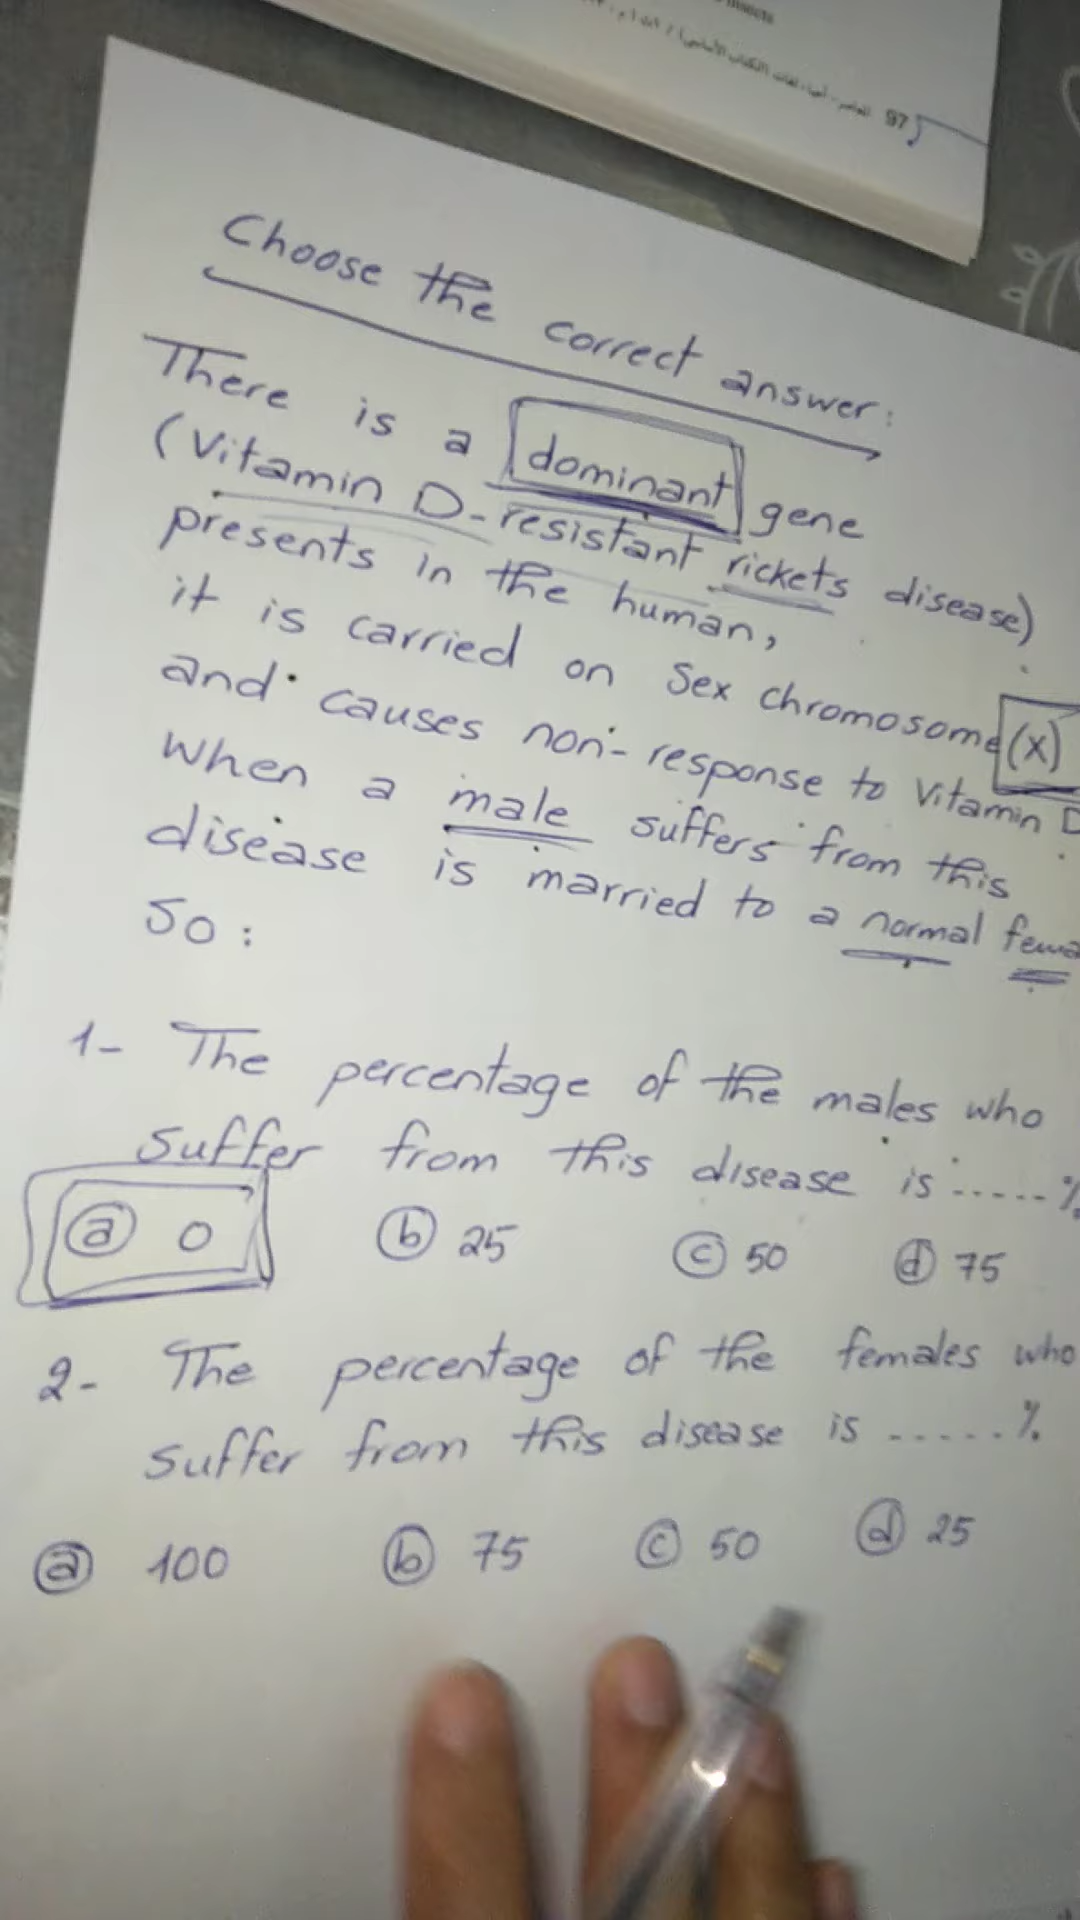 97
Choose the correct answer:
There is a dominant gene
(Vitamin D-resistant rickets disease)
presents in the human,
it is carried on sex chromosome (X)
and causes non-response to Vitamin D
When a male suffers from this
disease is married to a normal fema
So:
1- The percentage of the males who
suffer from this disease is ...... %
a 0 b 25 c 50 d 75
2- The percentage of the females who
suffer from this disease is ...... %
a 100 b 75 c 50 d 25